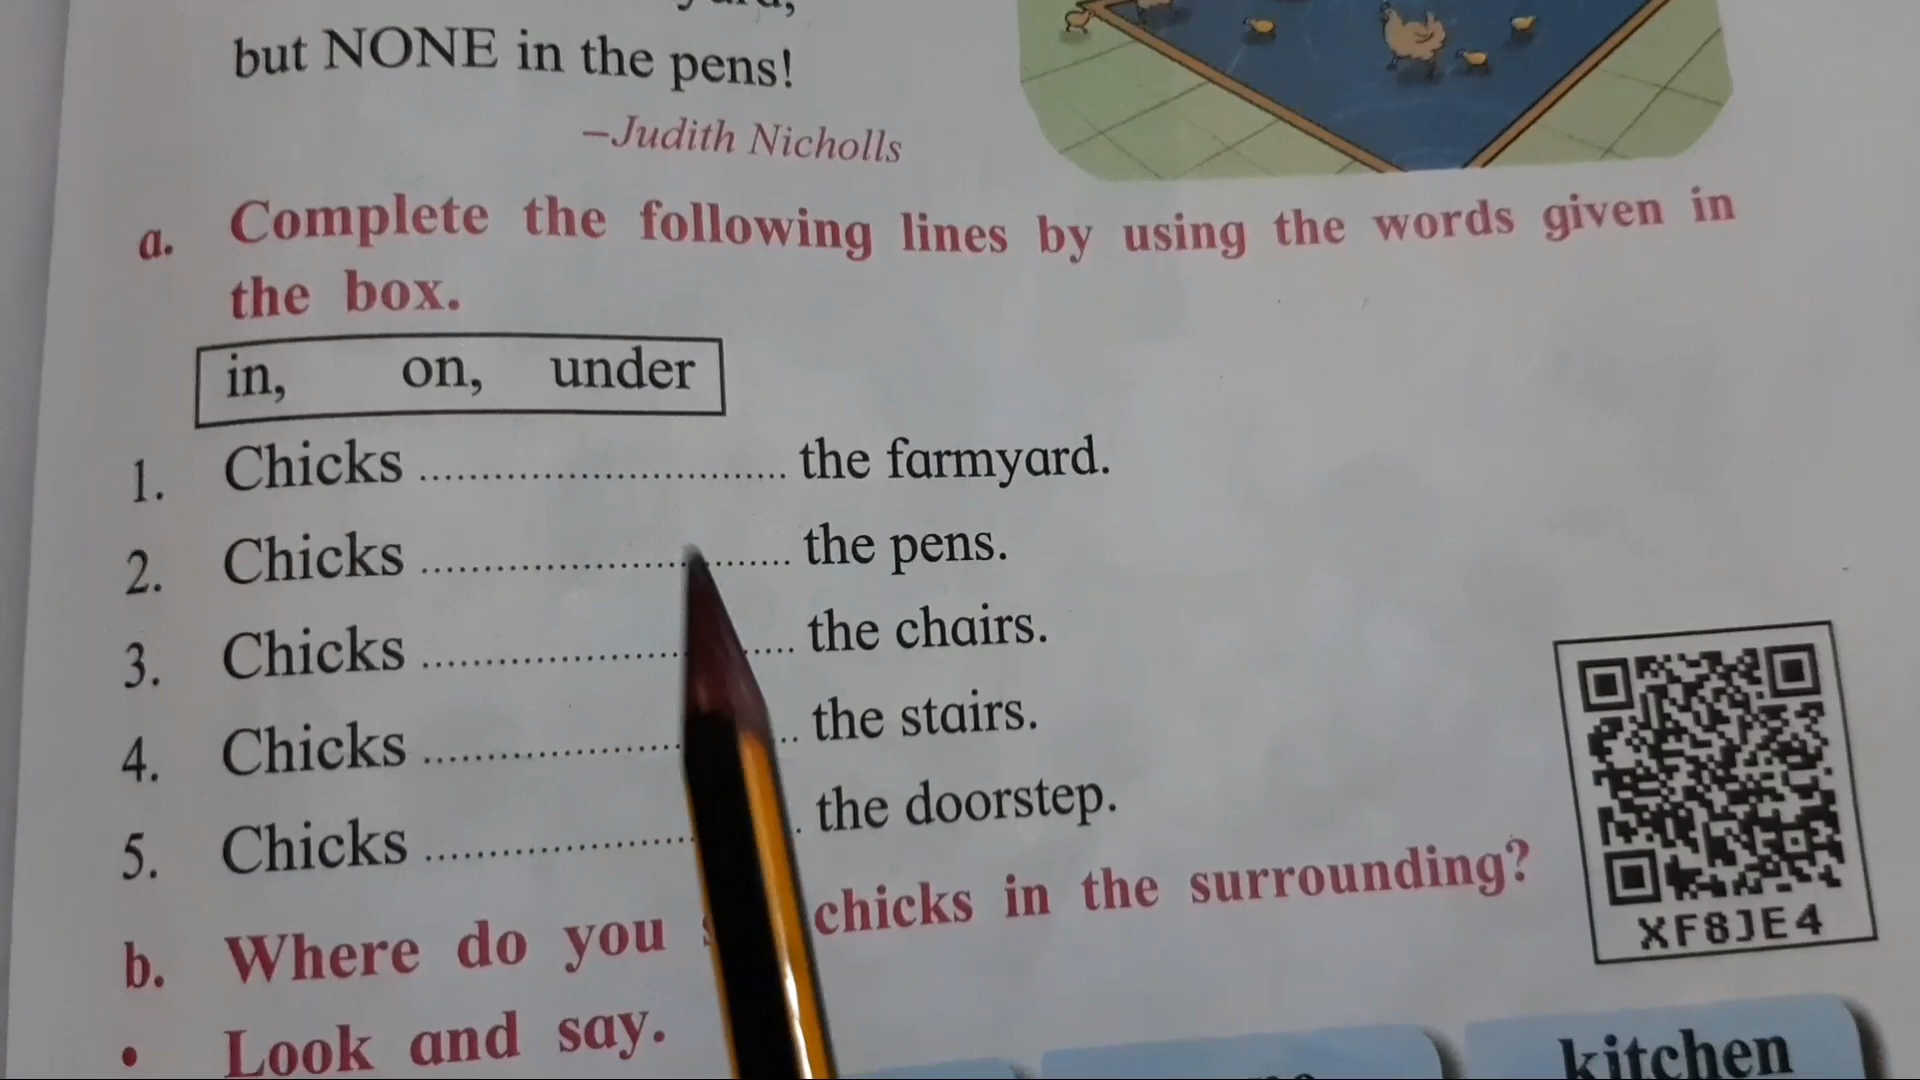 but NONE in the pens!
–Judith Nicholls
a. Complete the following lines by using the words given in
the box.
in, on, under
1. Chicks ............................ the farmyard.
2. Chicks ............................ the pens.
3. Chicks ............................ the chairs.
4. Chicks ............................ the stairs.
5. Chicks ............................ the doorstep.
b. Where do you chicks in the surrounding?
XF8JE4
• Look and say.
kitchen